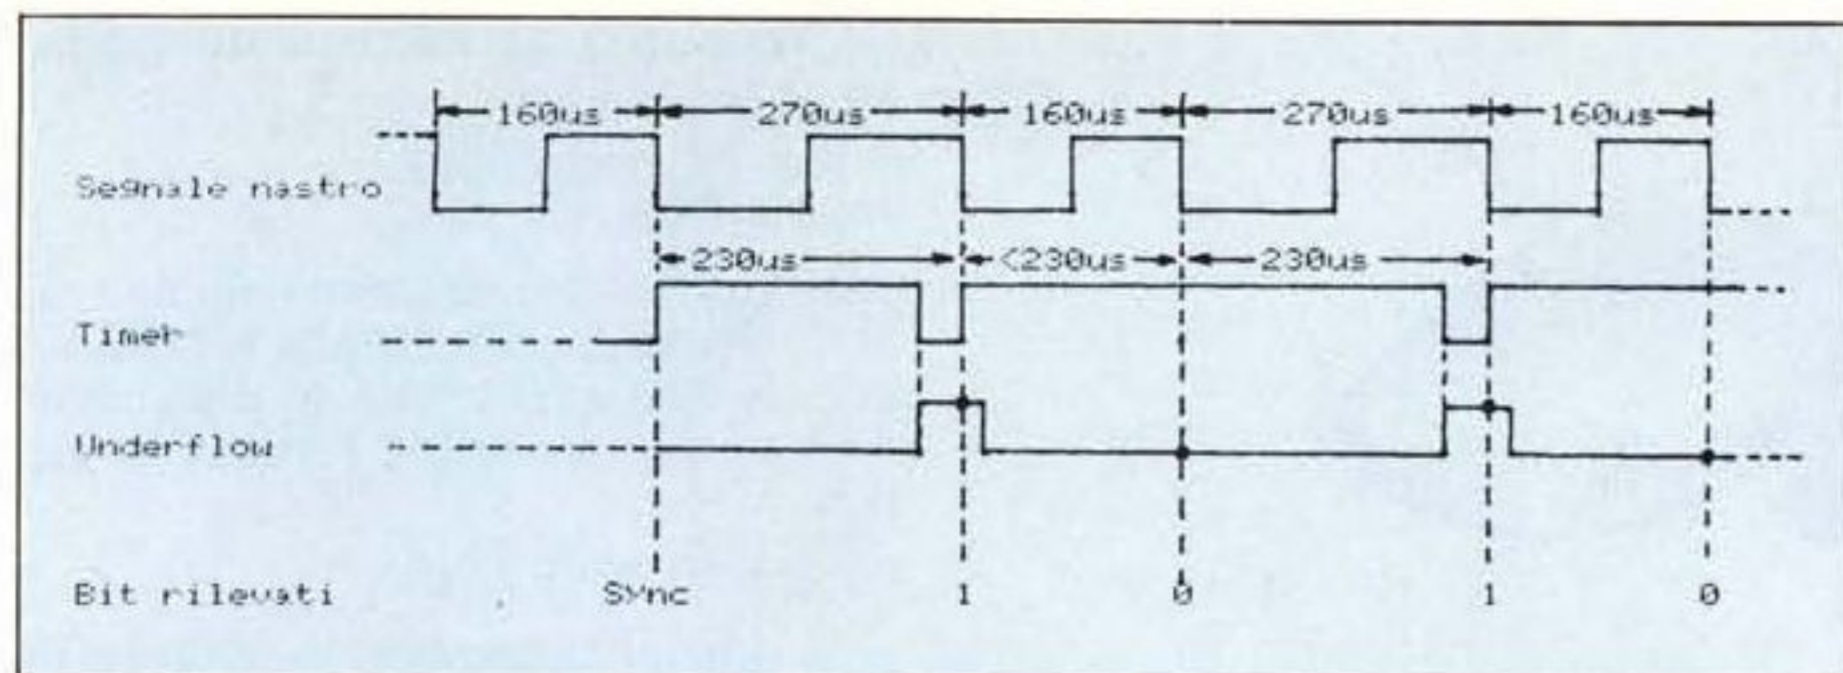 160us 270us 160us 270us 160us
Segnale nastro
230us <230us 230us
Timer
Underflow
Bit rilevati Sync 1 0 1 0